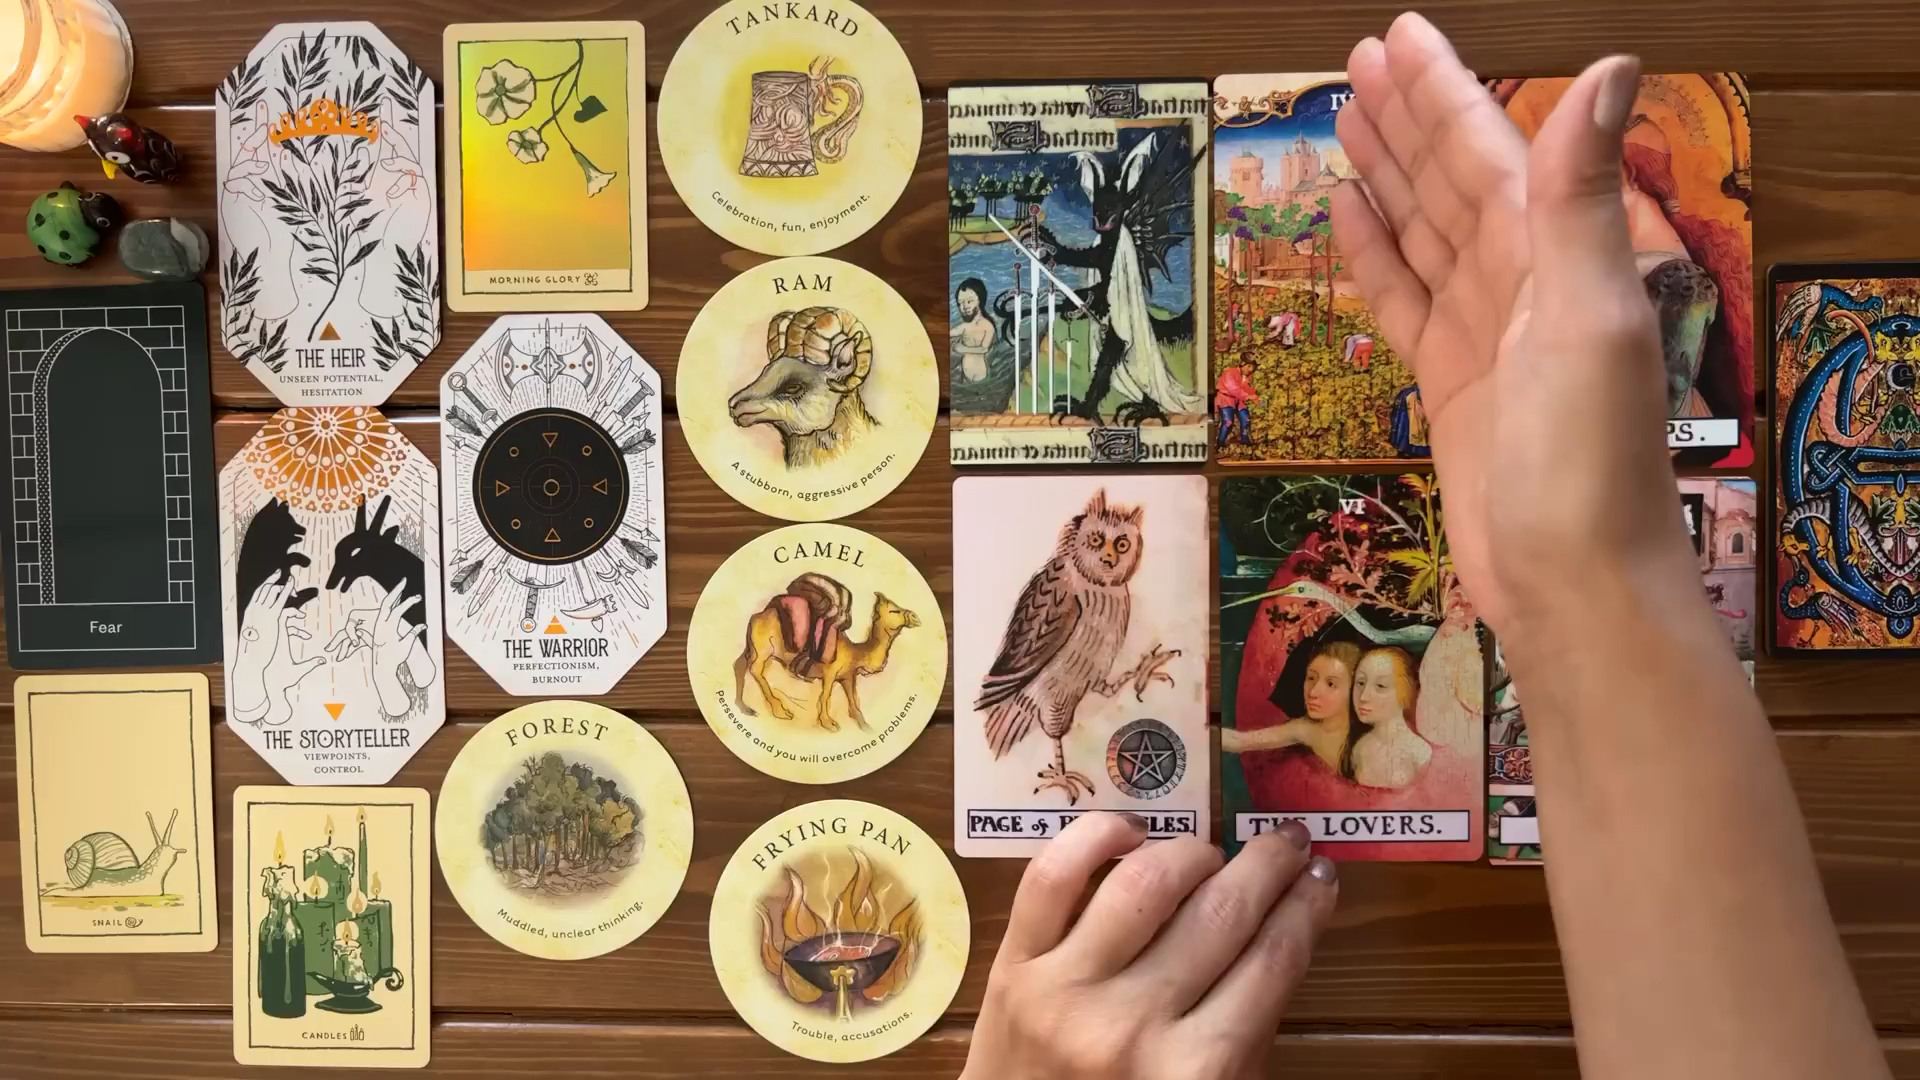 THE HEIR
UNSEEN POTENTIAL,
HESITATION
Fear
SNAIL
THE STORYTELLER
VIEWPOINTS,
CONTROL
CANDLES
MORNING GLORY
THE WARRIOR
PERFECTIONISM,
BURNOUT
FOREST
Muddled, unclear thinking.
TANKARD
Celebration, fun, enjoyment.
RAM
A stubborn, aggressive person.
CAMEL
Persevere and you will overcome problems.
FRYING PAN
Trouble, accusations.
PAGE of
VI
THE LOVERS.